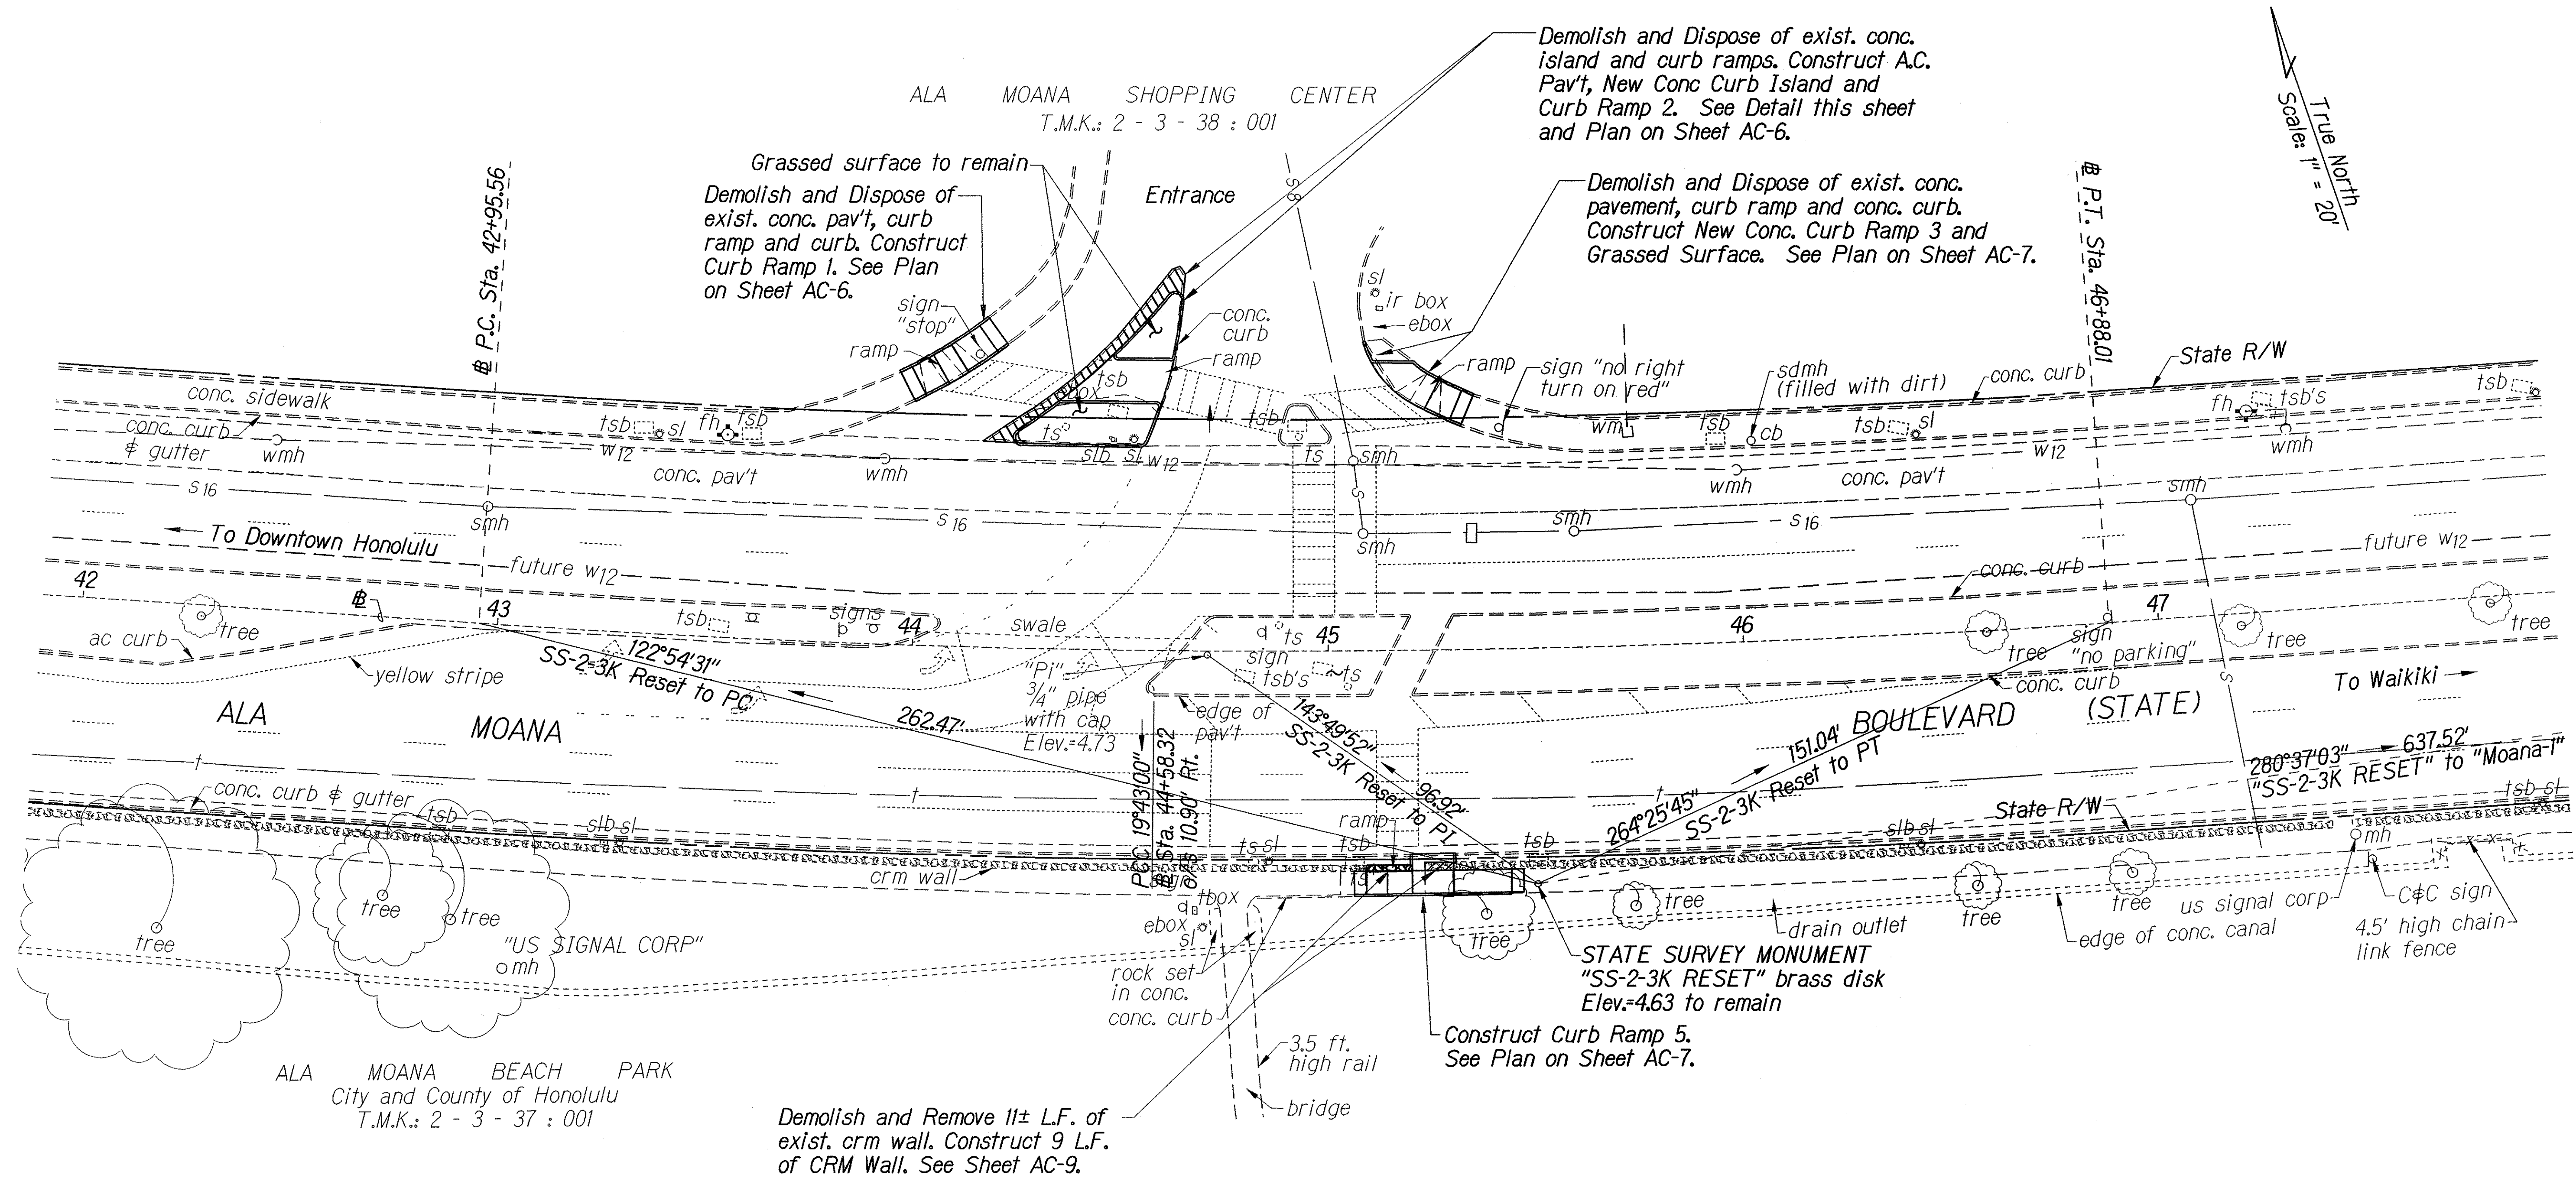 Demolish and Dispose of exist. conc.
island and curb ramps. Construct A.C.
Pav't, New Conc Curb Island and
Curb Ramp 2. See Detail this sheet
and Plan on Sheet AC-6.
True North
Scale: 1" = 20'
ALA MOANA SHOPPING CENTER
T.M.K.: 2 - 3 - 38 : 001
Grassed surface to remain
Demolish and Dispose of
exist. conc. pav't, curb
ramp and curb. Construct
Curb Ramp 1. See Plan
on Sheet AC-6.
Entrance
S 8
Demolish and Dispose of exist. conc.
pavement, curb ramp and conc. curb.
Construct New Conc. Curb Ramp 3 and
Grassed Surface. See Plan on Sheet AC-7.
P.C. Sta. 42+95.56
P.T. Sta. 46+88.01
sign
"stop"
ramp
conc.
curb
ramp
tsb
sl
ir box
ebox
ramp
sign "no right
turn on red"
sdmh
(filled with dirt)
conc. curb
State R/W
tsb
conc. sidewalk
conc. curb
& gutter
wmh
tsb
sl
fh
tsb
W12
conc. pav't
wmh
ts
slb
sl
W12
tsb
ts
smh
wm
tsb
cb
tsb
sl
fh
tsb's
wmh
W12
conc. pav't
wmh
S16
smh
S16
S
smh
smh
S16
smh
To Downtown Honolulu
future W12
future W12
conc. curb
42
43
44
45
46
47
ac curb
tree
yellow stripe
tsb
signs
swale
ts
sign
tsb's
ts
tree
sign
"no parking"
tree
tree
122°54'31"
SS-2-3K Reset to PC
262.47'
"Pi"
3/4" pipe
with cap
Elev.=4.73
edge of
pav't
143°49'52"
SS-2-3K Reset to PI
96.92'
conc. curb
S
To Waikiki
ALA MOANA BOULEVARD (STATE)
151.04'
264°25'45"
SS-2-3K Reset to PT
280°37'03" 637.52'
"SS-2-3K RESET" to "Moana-1"
PCC 19°43'00"
Sta. 44+58.32
o/s 10.90' Rt.
t
t
t
conc. curb & gutter
tsb
slb sl
crm wall
ts sl
ramp
tsb
ts
tsb
slb sl
State R/W
tsb sl
mh
tree
tree
tree
"US SIGNAL CORP"
mh
tbox
ebox
sl
tree
tree
tree
tree
drain outlet
us signal corp
C&C sign
edge of conc. canal
4.5' high chain
link fence
rock set
in conc.
conc. curb
STATE SURVEY MONUMENT
"SS-2-3K RESET" brass disk
Elev.=4.63 to remain
Construct Curb Ramp 5.
See Plan on Sheet AC-7.
3.5 ft.
high rail
bridge
ALA MOANA BEACH PARK
City and County of Honolulu
T.M.K.: 2 - 3 - 37 : 001
Demolish and Remove 11± L.F. of
exist. crm wall. Construct 9 L.F.
of CRM Wall. See Sheet AC-9.